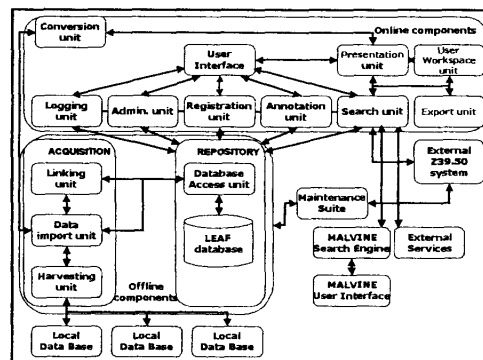 Conversion
unit
Online components
User
Interface
Presentation
unit
User
Workspace
unit
Logging
unit
Admin. unit
Registration
unit
Annotation
unit
Search unit
Export unit
ACQUISITION
REPOSITORY
Linking
unit
Database
Access unit
External
Z39.50
system
Maintenance
Suite
Data
import unit
LEAF
database
MALVINE
Search Engine
External
Services
Harvesting
unit
Offline
components
MALVINE
User Interface
Local
Data Base
Local
Data Base
Local
Data Base